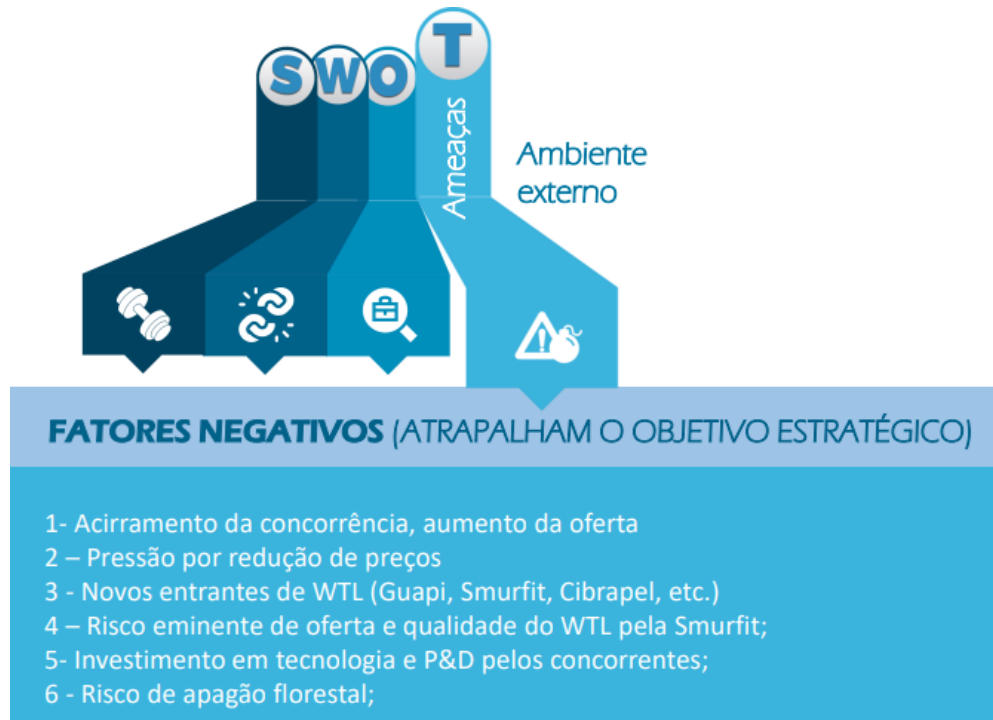 SWOT
Ameaças
Ambiente
externo
FATORES NEGATIVOS (ATRAPALHAM O OBJETIVO ESTRATÉGICO)
1- Acirramento da concorrência, aumento da oferta
2 – Pressão por redução de preços
3 - Novos entrantes de WTL (Guapi, Smurfit, Cibrapel, etc.)
4 – Risco eminente de oferta e qualidade do WTL pela Smurfit;
5- Investimento em tecnologia e P&D pelos concorrentes;
6 - Risco de apagão florestal;